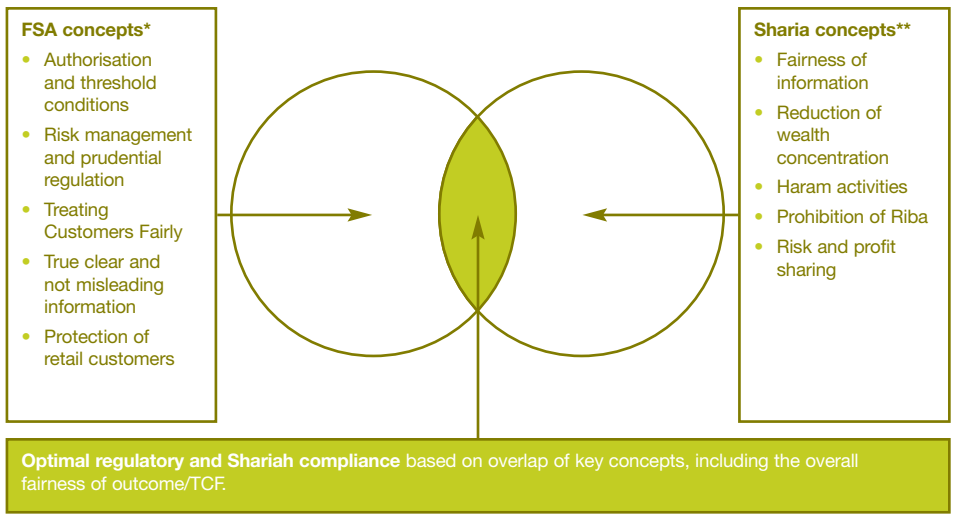 FSA concepts*
• Authorisation
and threshold
conditions
• Risk management
and prudential
regulation
• Treating
Customers Fairly
• True clear and
not misleading
information
• Protection of
retail customers
Sharia concepts**
• Fairness of
information
• Reduction of
wealth
concentration
• Haram activities
• Prohibition of Riba
• Risk and profit
sharing
Optimal regulatory and Shariah compliance based on overlap of key concepts, including the overall
fairness of outcome/TCF.